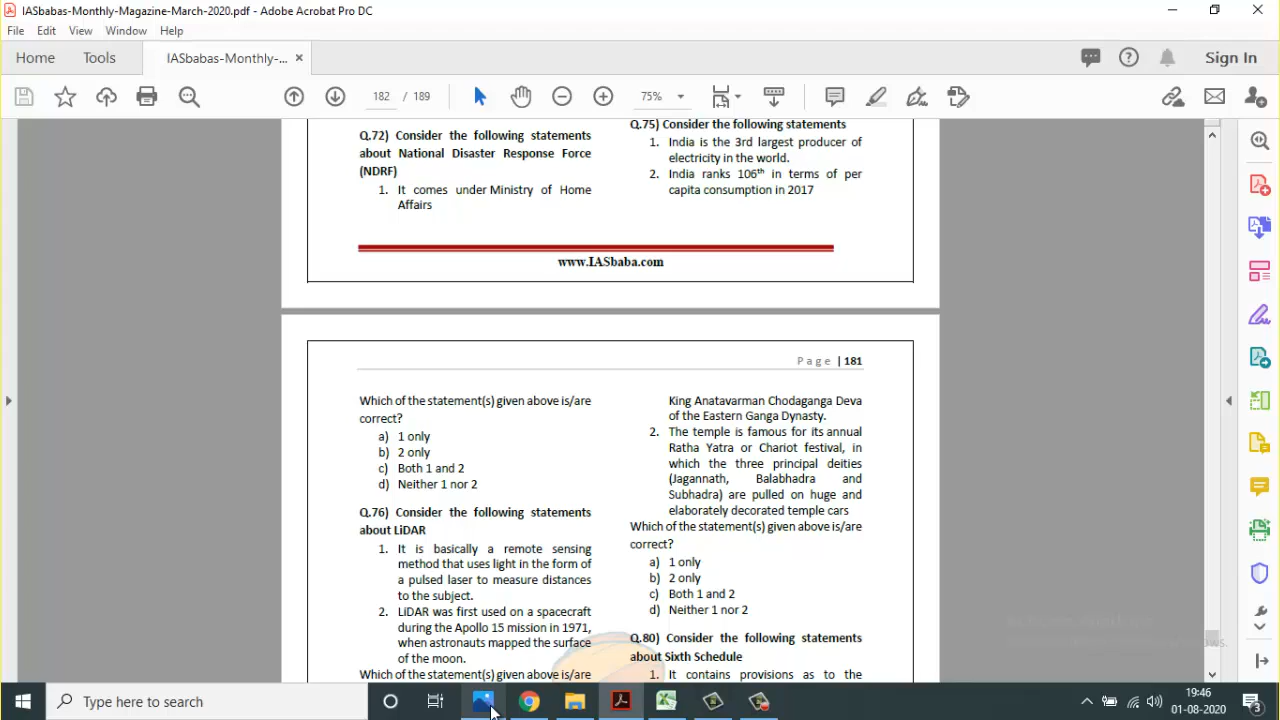 IASbabas-Monthly-Magazine-March-2020.pdf - Adobe Acrobat Pro DC
File Edit View Window Help
Home Tools IASbabas-Monthly-... × Sign In
182 / 189 75%
Q.72) Consider the following statements
about National Disaster Response Force
(NDRF)
1. It comes under Ministry of Home
Affairs
Q.75) Consider the following statements
1. India is the 3rd largest producer of
electricity in the world.
2. India ranks 106th in terms of per
capita consumption in 2017
www.IASbaba.com
Page | 181
Which of the statement(s) given above is/are
correct?
a) 1 only
b) 2 only
c) Both 1 and 2
d) Neither 1 nor 2
Q.76) Consider the following statements
about LiDAR
1. It is basically a remote sensing
method that uses light in the form of
a pulsed laser to measure distances
to the subject.
2. LiDAR was first used on a spacecraft
during the Apollo 15 mission in 1971,
when astronauts mapped the surface
of the moon.
Which of the statement(s) given above is/are
King Anatavarman Chodaganga Deva
of the Eastern Ganga Dynasty.
2. The temple is famous for its annual
Ratha Yatra or Chariot festival, in
which the three principal deities
(Jagannath, Balabhadra and
Subhadra) are pulled on huge and
elaborately decorated temple cars
Which of the statement(s) given above is/are
correct?
a) 1 only
b) 2 only
c) Both 1 and 2
d) Neither 1 nor 2
Q.80) Consider the following statements
about Sixth Schedule
1. It contains provisions as to the
Type here to search
19:46
01-08-2020
3